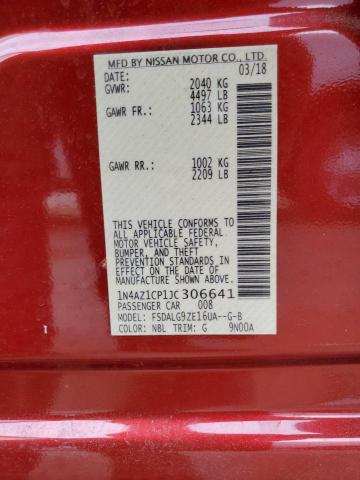 MFD BY NISSAN MOTOR CO., LTD.
DATE: 03/18
GVWR: 2040 KG
4497 LB
GAWR FR.: 1063 KG
2344 LB
GAWR RR.: 1002 KG
2209 LB
THIS VEHICLE CONFORMS TO
ALL APPLICABLE FEDERAL
MOTOR VEHICLE SAFETY,
BUMPER, AND THEFT
PREVENTION STANDARDS IN
EFFECT ON THE DATE OF
MANUFACTURE SHOWN ABOVE.
1N4AZ1CP1JC306641
PASSENGER CAR 008
MODEL: FSDALG9ZE16UA--G-B
COLOR: NBL TRIM: G 9N00A